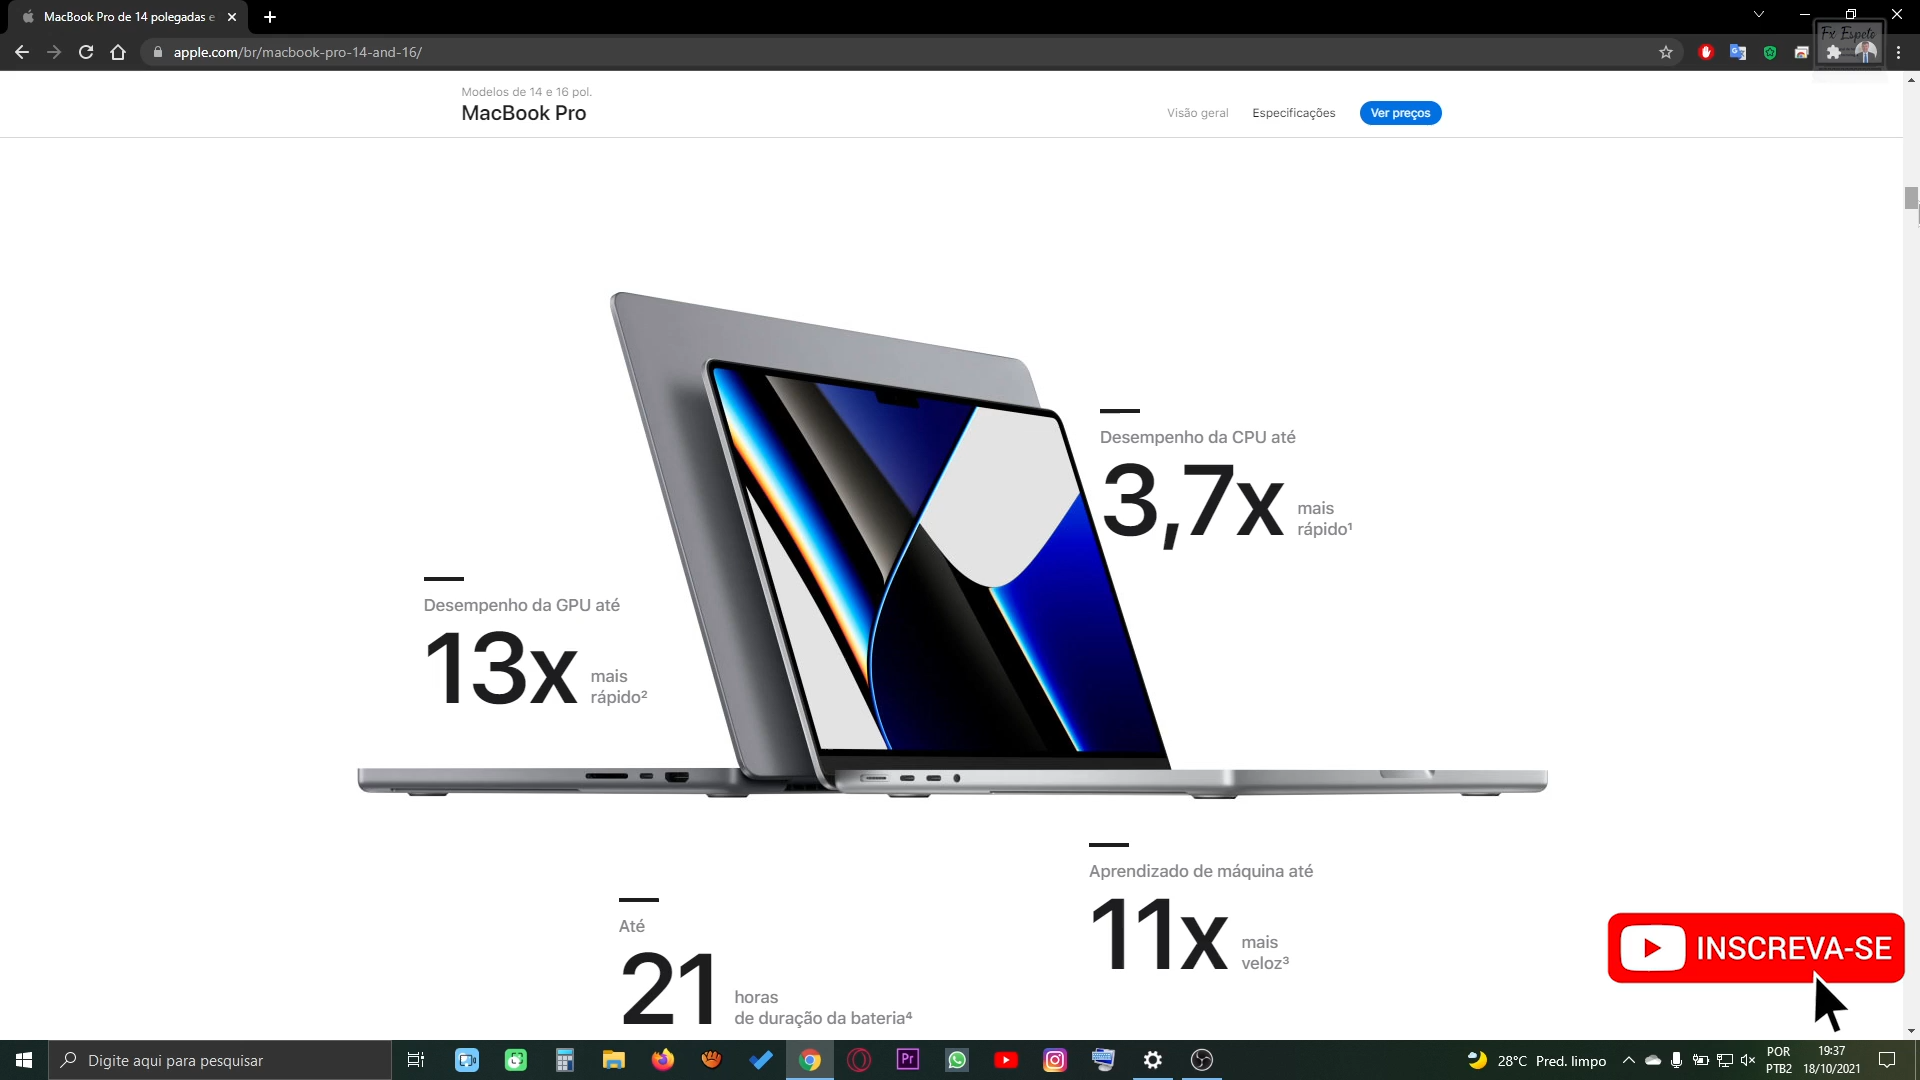 MacBook Pro de 14 polegadas e
apple.com/br/macbook-pro-14-and-16/
Fx Espeto
Modelos de 14 e 16 pol.
MacBook Pro
Visão geral
Especificações
Ver preços
Desempenho da CPU até
3,7x
mais
rápido¹
Desempenho da GPU até
13x
mais
rápido²
Aprendizado de máquina até
11x
mais
veloz³
Até
21
horas
de duração da bateria⁴
INSCREVA-SE
Digite aqui para pesquisar
Pr
28°C Pred. limpo
POR
PTB2
19:37
18/10/2021